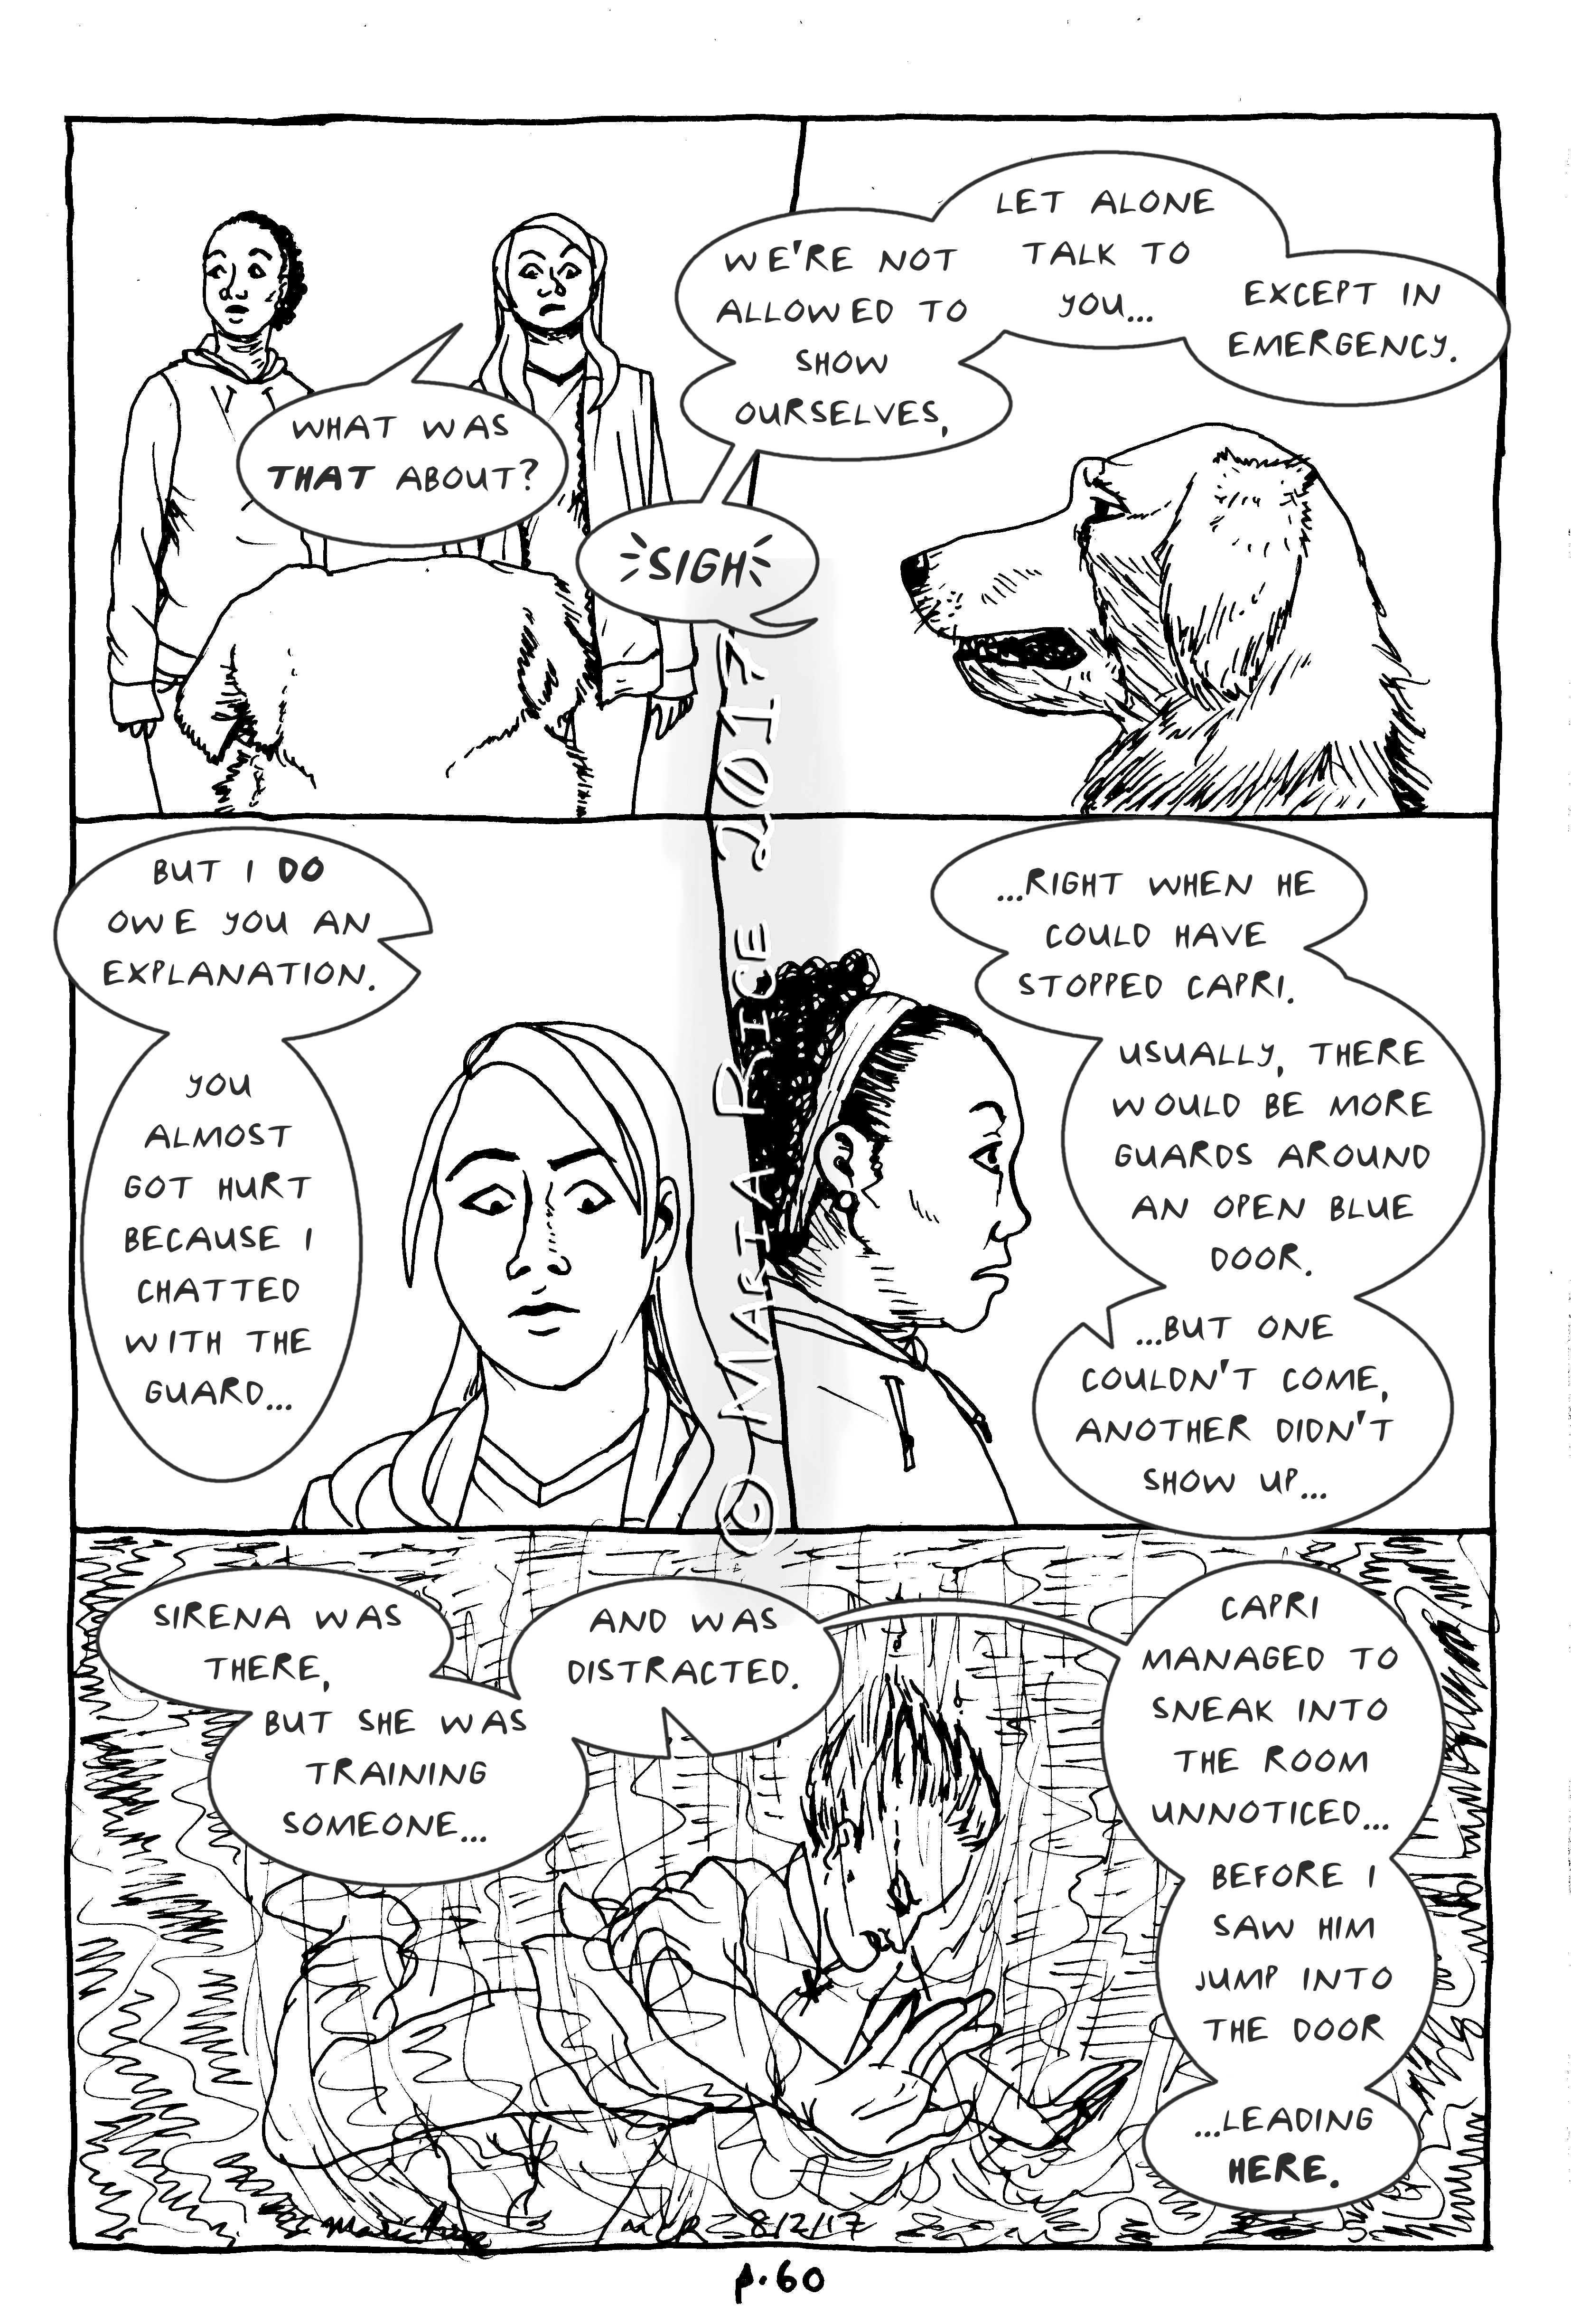 WHAT WAS
THAT ABOUT?
SIGH
WE'RE NOT
ALLOWED TO
SHOW
OURSELVES,
LET ALONE
TALK TO
YOU...
EXCEPT IN
EMERGENCY.
BUT I DO
OWE YOU AN
EXPLANATION.
YOU
ALMOST
GOT HURT
BECAUSE I
CHATTED
WITH THE
GUARD...
...RIGHT WHEN HE
COULD HAVE
STOPPED CAPRI.
USUALLY, THERE
WOULD BE MORE
GUARDS AROUND
AN OPEN BLUE
DOOR.
...BUT ONE
COULDN'T COME,
ANOTHER DIDN'T
SHOW UP...
SIRENA WAS
THERE,
BUT SHE WAS
TRAINING
SOMEONE...
AND WAS
DISTRACTED.
CAPRI
MANAGED TO
SNEAK INTO
THE ROOM
UNNOTICED...
BEFORE I
SAW HIM
JUMP INTO
THE DOOR
...LEADING
HERE.
© MARIA RICE 2017
8/2/17
p.60